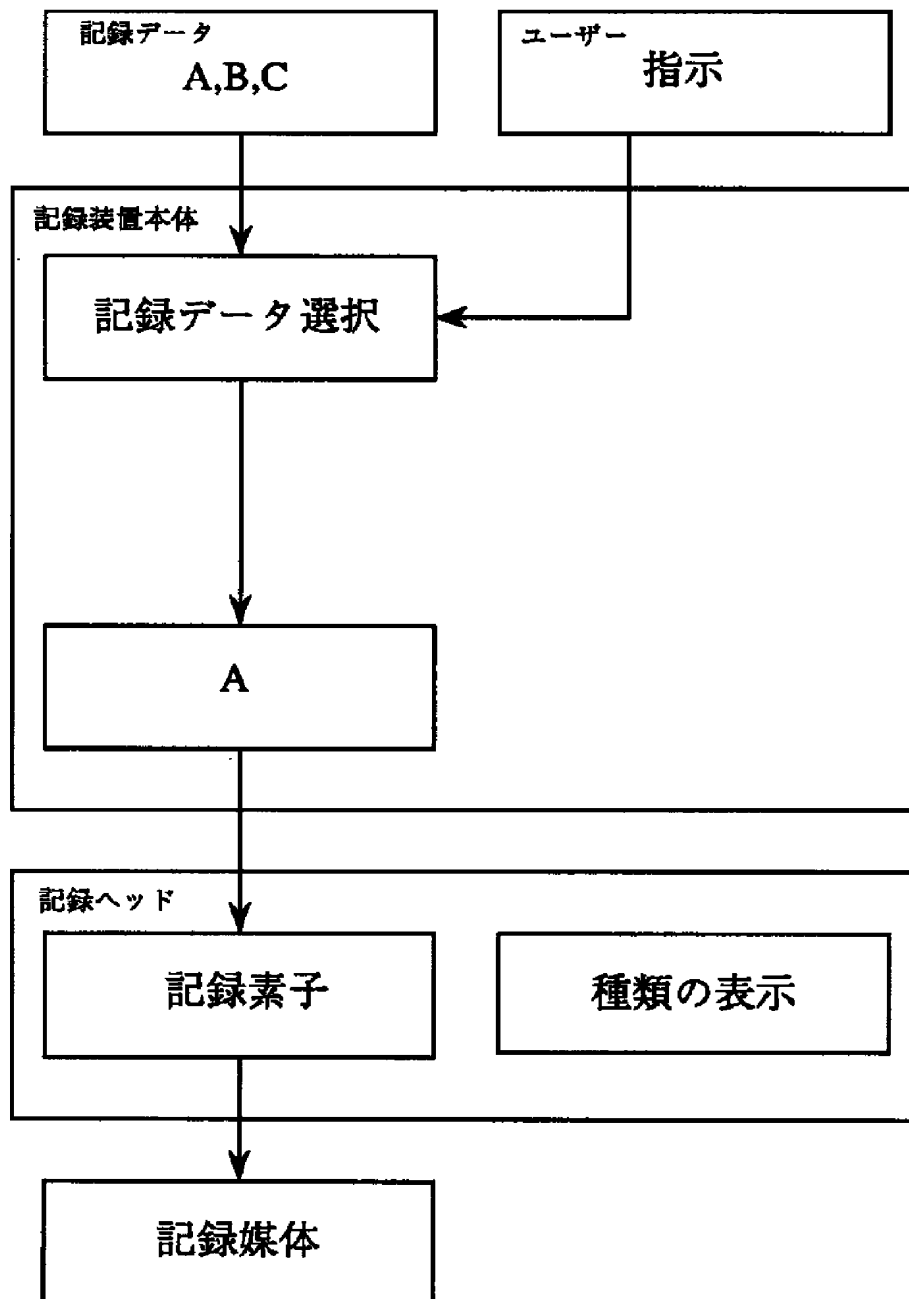 記録データ
A,B,C
ユーザー
指示
記録装置本体
記録データ選択
A
記録ヘッド
記録素子
種類の表示
記録媒体